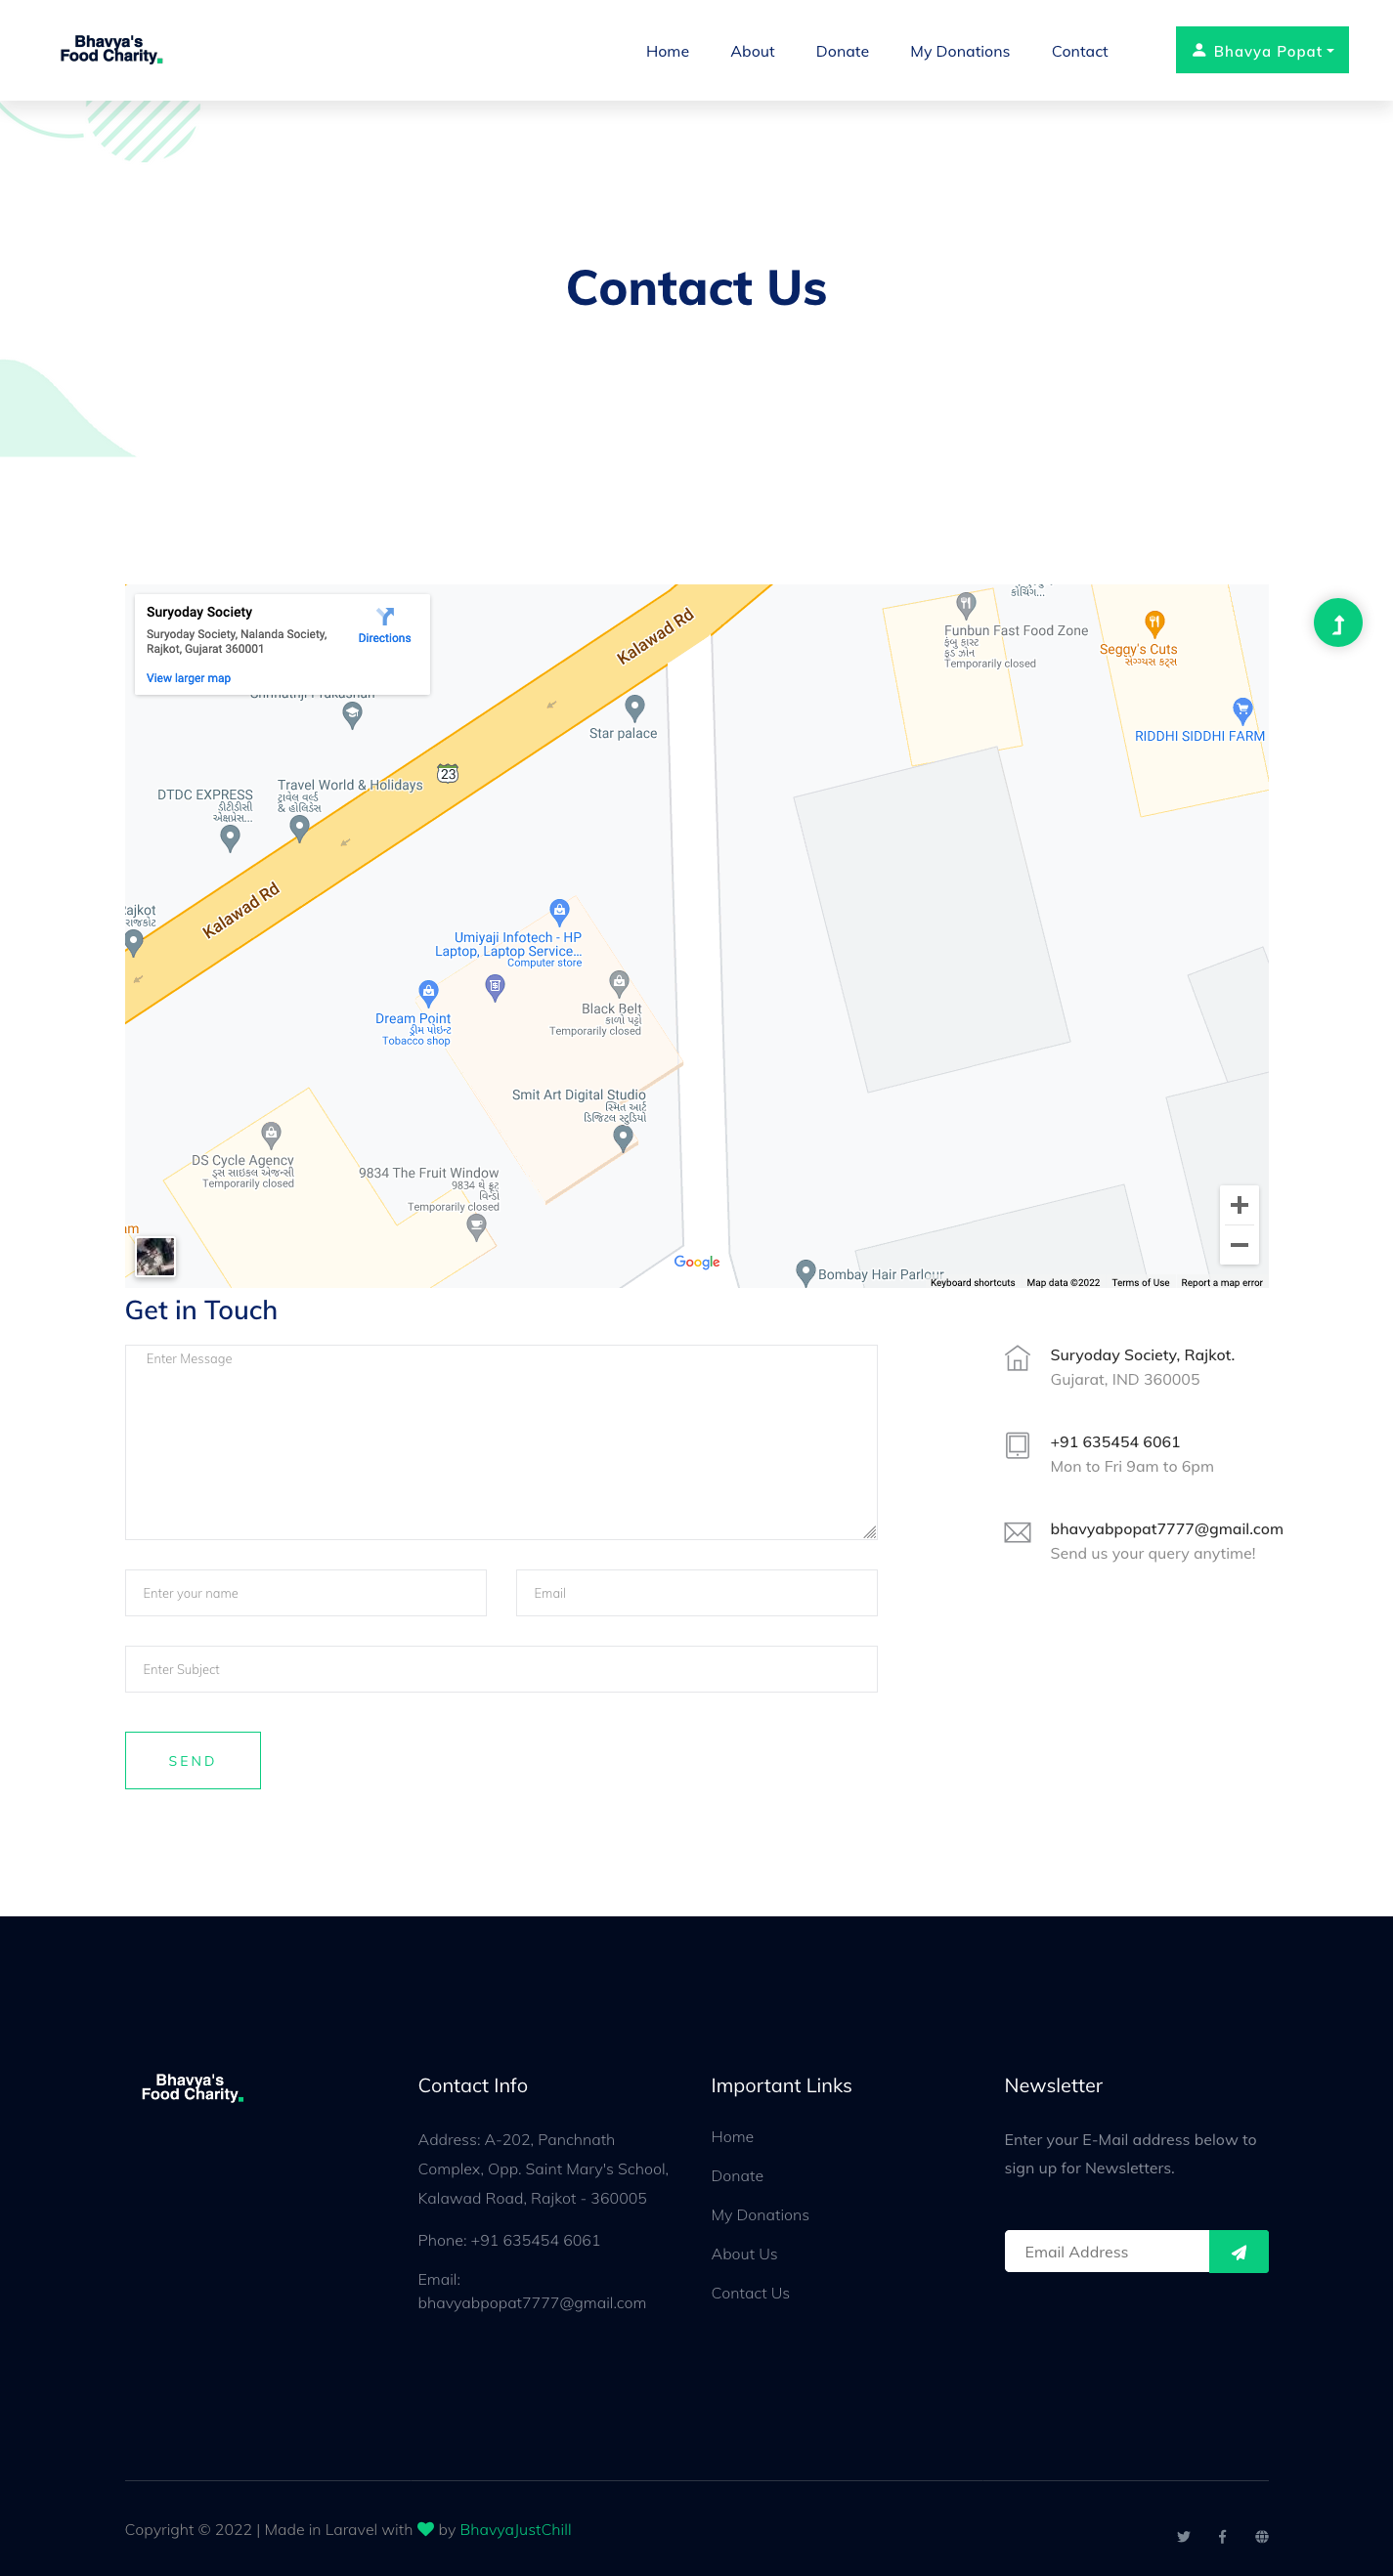 Bhavya's
Food Charity.
Home About Donate My Donations Contact Bhavya Popat
Contact Us
Suryoday Society
Suryoday Society, Nalanda Society,
Rajkot, Gujarat 360001
Directions
View larger map
Kalawad Rd
Funbun Fast Food Zone
ફંબુ ફાસ્ટ
ફૂડ ઝોન
Temporarily closed
Seggy's Cuts
સેગ્ગ્યસ કટ્સ
RIDDHI SIDDHI FARM
Star palace
23
Travel World & Holidays
ટ્રાવેલ વર્લ્ડ
& હોલિડેસ
DTDC EXPRESS
ડીટીડીસી
એક્ષપ્રેસ...
Kalawad Rd
રાજકોટ
Umiyaji Infotech - HP
Laptop, Laptop Service...
Computer store
Dream Point
ડ્રીમ પોઇન્ટ
Tobacco shop
Black Belt
કાળો પટ્ટો
Temporarily closed
Smit Art Digital Studio
સ્મિત આર્ટ
ડિજિટલ સ્ટુડિયો
DS Cycle Agency
ડ્સ સાઇકલ એજન્સી
Temporarily closed
9834 The Fruit Window
9834 થે ફ્રૂટ
વિન્ડો
Temporarily closed
Google
Bombay Hair Parlour
Keyboard shortcuts Map data ©2022 Terms of Use Report a map error
Get in Touch
Enter Message
Enter your name
Email
Enter Subject
SEND
Suryoday Society, Rajkot.
Gujarat, IND 360005
+91 635454 6061
Mon to Fri 9am to 6pm
bhavyabpopat7777@gmail.com
Send us your query anytime!
Bhavya's
Food Charity.
Contact Info
Address: A-202, Panchnath
Complex, Opp. Saint Mary's School,
Kalawad Road, Rajkot - 360005
Phone: +91 635454 6061
Email:
bhavyabpopat7777@gmail.com
Important Links
Home
Donate
My Donations
About Us
Contact Us
Newsletter
Enter your E-Mail address below to
sign up for Newsletters.
Email Address
Copyright © 2022 | Made in Laravel with by BhavyaJustChill